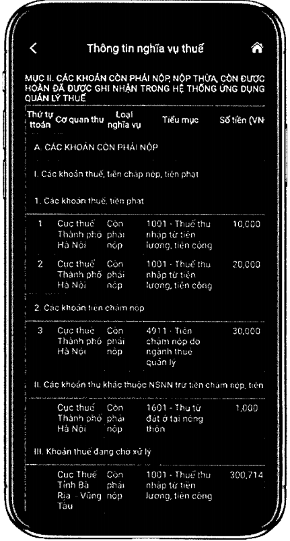 Thông tin nghĩa vụ thuế
MỤC II. CÁC KHOẢN CÒN PHẢI NỘP, NỘP THỪA, CÒN ĐƯỢC
HOÀN ĐÃ ĐƯỢC GHI NHẬN TRONG HỆ THỐNG ỨNG DỤNG
QUẢN LÝ THUẾ
Thứ tự Cơ quan thu Loại Tiểu mục Số tiền (VN
ttoán nghĩa vụ
A. CÁC KHOẢN CÒN PHẢI NỘP
I. Các khoản thuế, tiền chậm nộp, tiền phạt
1. Các khoản thuế, tiền phạt
1 Cục thuế Còn 1001 - Thuế thu 10,000
Thành phố phải nhập từ tiền
Hà Nội nộp lương, tiền công
2 Cục thuế Còn 1001 - Thuế thu 20,000
Thành phố phải nhập từ tiền
Hà Nội nộp lương, tiền công
2. Các khoản tiền chậm nộp
3 Cục thuế Còn 4911 - Tiền 30,000
Thành phố phải chậm nộp do
Hà Nội nộp ngành thuế
quản lý
II. Các khoản thu khác thuộc NSNN trừ tiền chậm nộp, tiền
Cục thuế Còn 1601 - Thu từ 1,000
Thành phố phải đất ở tại nông
Hà Nội nộp thôn
III. Khoản thuế đang chờ xử lý
Cục Thuế Còn 1001 - Thuế thu 300,714
Tỉnh Bà phải nhập từ tiền
Rịa - Vũng nộp lương, tiền công
Tàu